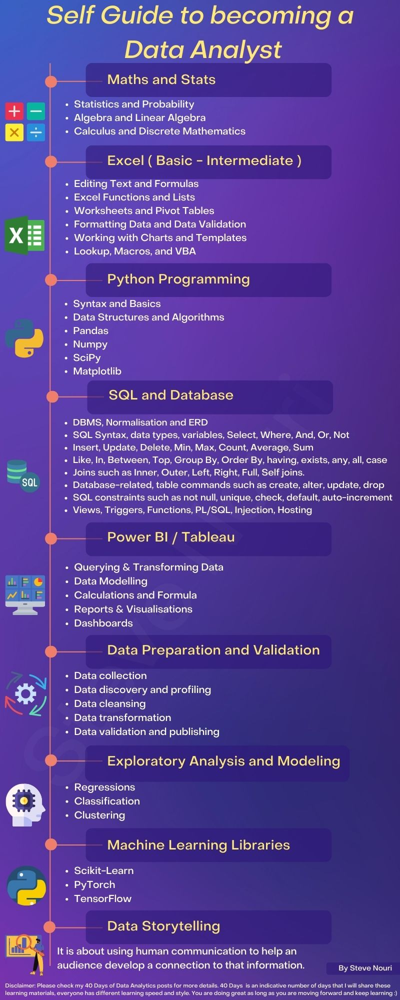 Self Guide to becoming a
Data Analyst
Maths and Stats
• Statistics and Probability
• Algebra and Linear Algebra
• Calculus and Discrete Mathematics
Excel ( Basic - Intermediate )
• Editing Text and Formulas
• Excel Functions and Lists
• Worksheets and Pivot Tables
• Formatting Data and Data Validation
• Working with Charts and Templates
• Lookup, Macros, and VBA
X
Python Programming
• Syntax and Basics
• Data Structures and Algorithms
• Pandas
• Numpy
• SciPy
• Matplotlib
SQL and Database
• DBMS, Normalisation and ERD
• SQL Syntax, data types, variables, Select, Where, And, Or, Not
• Insert, Update, Delete, Min, Max, Count, Average, Sum
• Like, In, Between, Top, Group By, Order By, having, exists, any, all, case
• Joins such as Inner, Outer, Left, Right, Full, Self joins.
• Database-related, table commands such as create, alter, update, drop
• SQL constraints such as not null, unique, check, default, auto-increment
• Views, Triggers, Functions, PL/SQL, Injection, Hosting
SQL
Power BI / Tableau
• Querying & Transforming Data
• Data Modelling
• Calculations and Formula
• Reports & Visualisations
• Dashboards
Data Preparation and Validation
• Data collection
• Data discovery and profiling
• Data cleansing
• Data transformation
• Data validation and publishing
Exploratory Analysis and Modeling
• Regressions
• Classification
• Clustering
Machine Learning Libraries
• Scikit-Learn
• PyTorch
• TensorFlow
Data Storytelling
It is about using human communication to help an
audience develop a connection to that information.
By Steve Nouri
Disclaimer: Please check my 40 Days of Data Analytics posts for more details. 40 Days is an indicative number of days that I will share these
learning materials, everyone has different learning speed and style. You are doing great as long as you are moving forward and keep learning :)
Steve Nouri